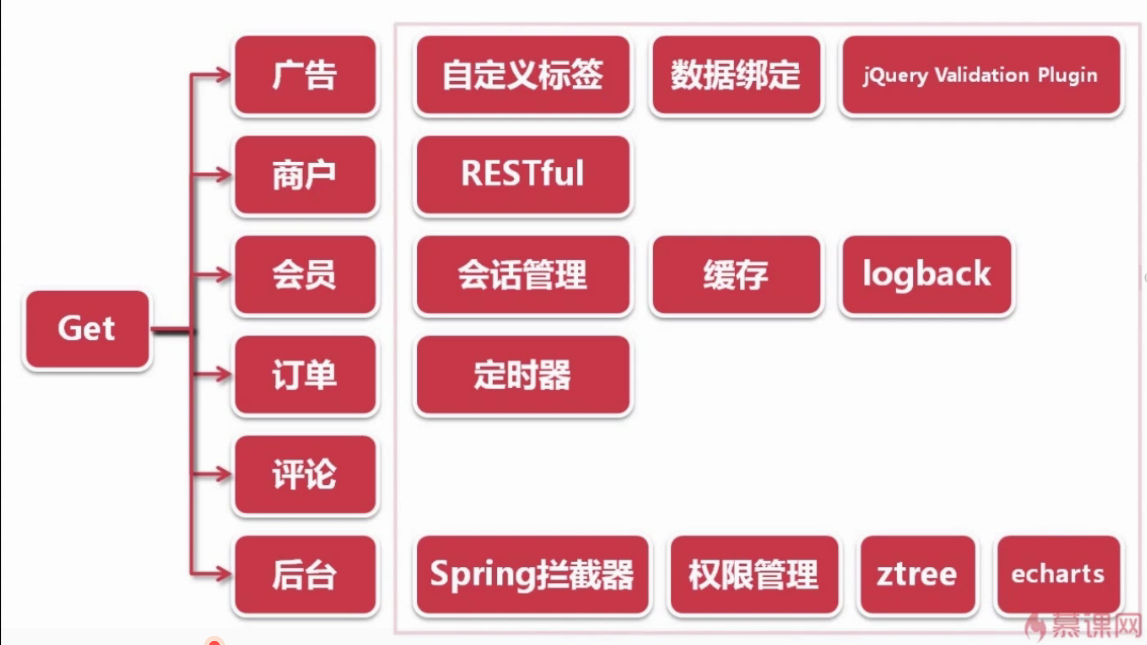 广告 自定义标签 数据绑定 jQuery Validation Plugin
商户 RESTful
会员 会话管理 缓存 logback
Get
订单 定时器
评论
后台 Spring拦截器 权限管理 ztree echarts
慕课网